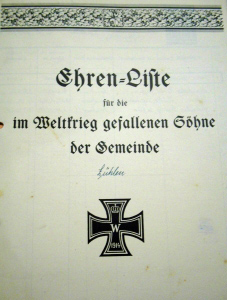 Ehren-Liste
für die
im Weltkrieg gefallenen Söhne
der Gemeinde
W
1914